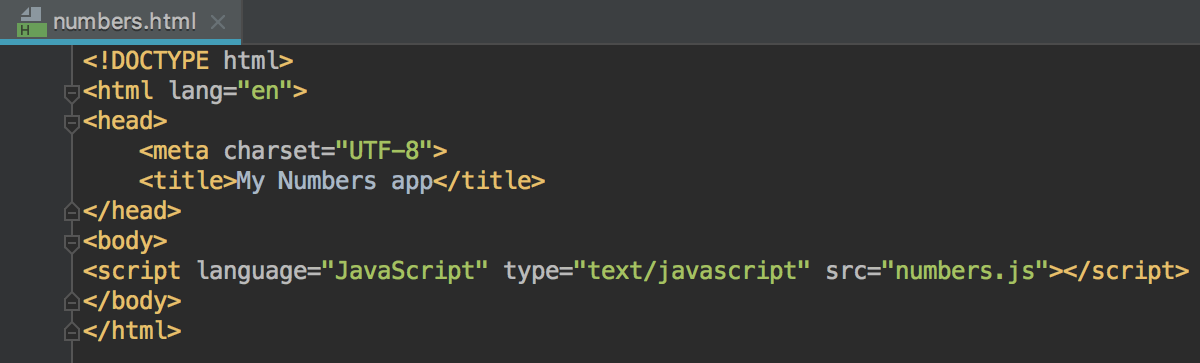 numbers.html
<!DOCTYPE html>
<html lang="en">
<head>
    <meta charset="UTF-8">
    <title>My Numbers app</title>
</head>
<body>
<script language="JavaScript" type="text/javascript" src="numbers.js"></script>
</body>
</html>